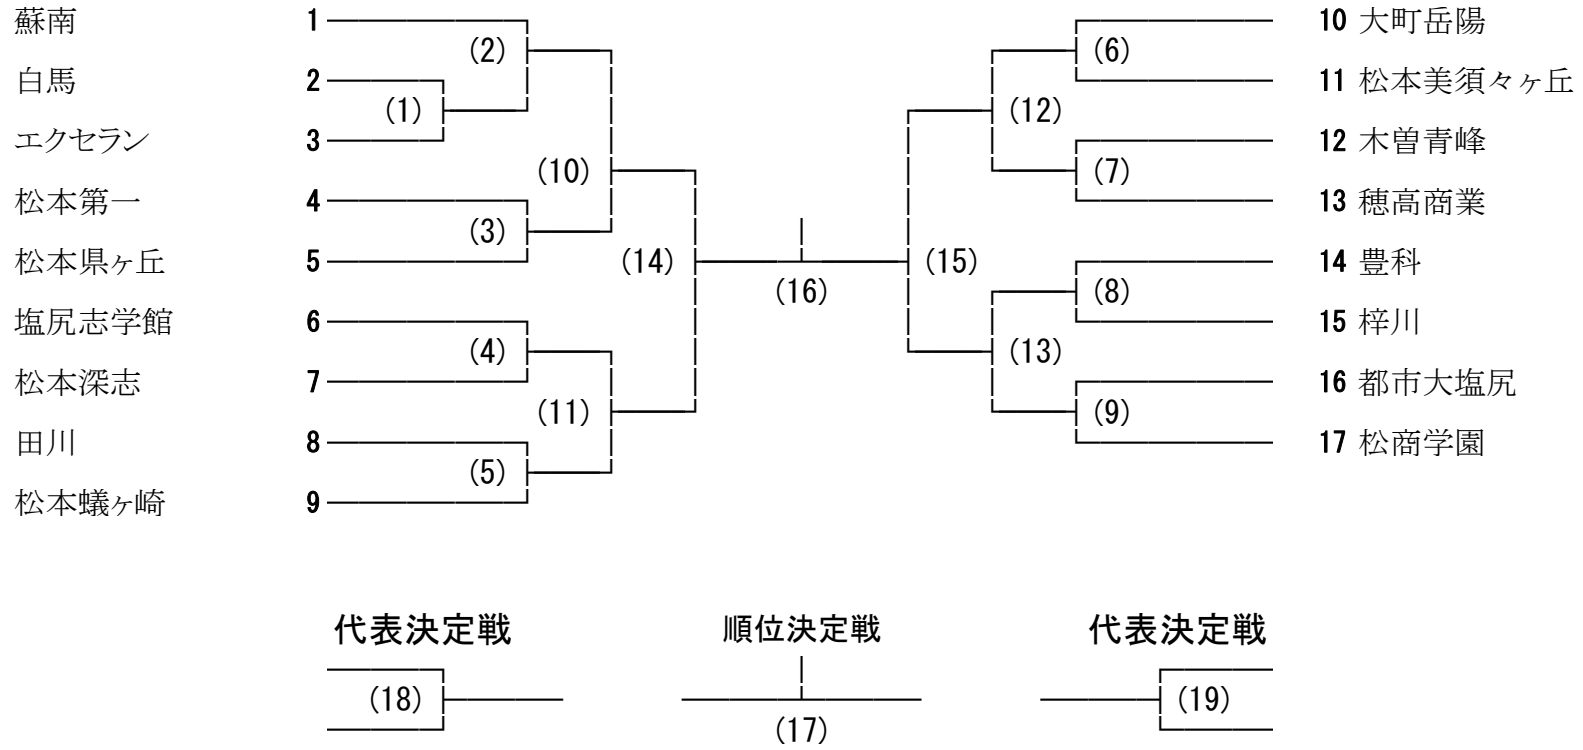 蘇南 1 10 大町岳陽
(2) (6)
白馬 2 11 松本美須々ヶ丘
(1) (12)
エクセラン 3 12 木曽青峰
(10) (7)
松本第一 4 13 穂高商業
(3)
松本県ヶ丘 5 (14) (15) 14 豊科
(16) (8)
塩尻志学館 6 15 梓川
(4) (13)
松本深志 7 16 都市大塩尻
(11) (9)
田川 8 17 松商学園
(5)
松本蟻ヶ崎 9
代表決定戦 順位決定戦 代表決定戦
(18) (19)
(17)